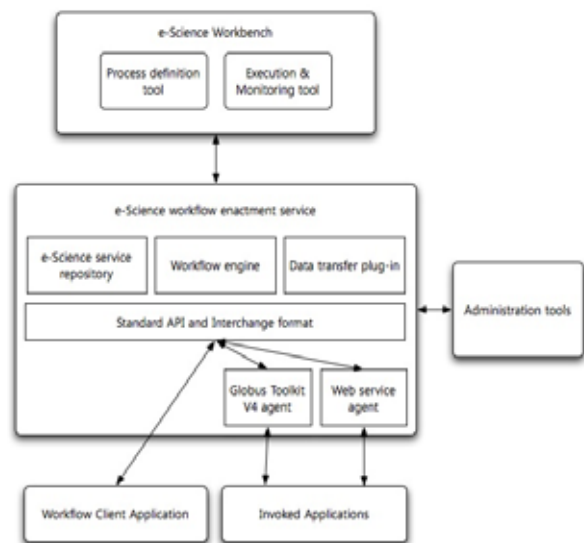 e-Science Workbench
Process definition
tool
Execution &
Monitoring tool
e-Science workflow enactment service
e-Science service
repository
Workflow engine
Data transfer plug-in
Standard API and Interchange format
Administration tools
Globus Toolkit
V4 agent
Web service
agent
Workflow Client Application
Invoked Applications